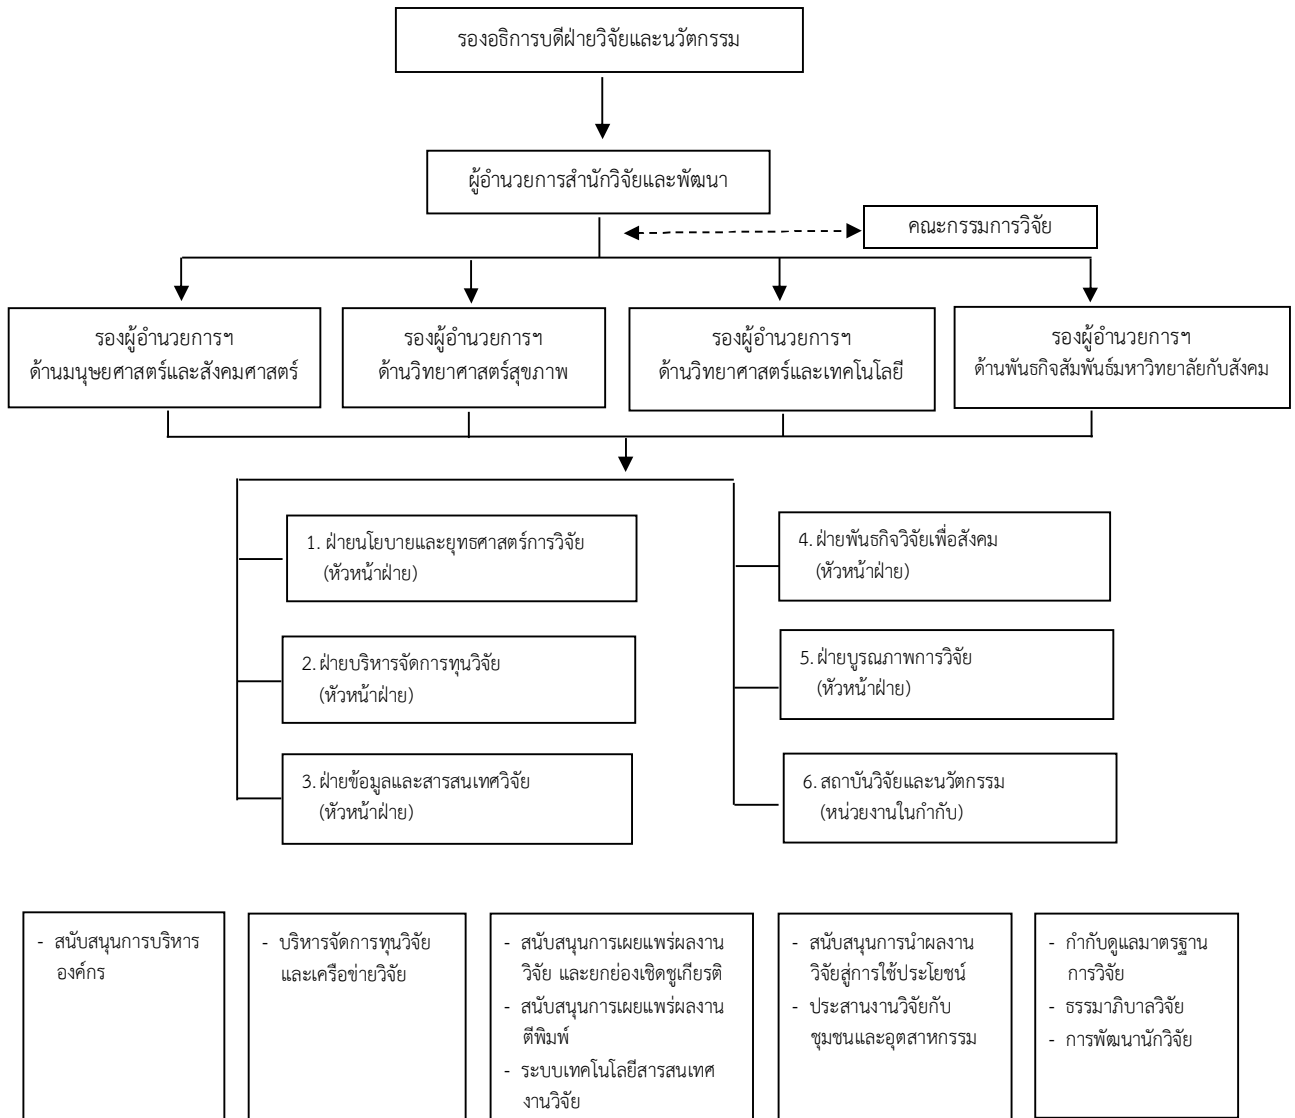 รองอธิการบดีฝ่ายวิจัยและนวัตกรรม
ผู้อำนวยการสำนักวิจัยและพัฒนา
คณะกรรมการวิจัย
รองผู้อำนวยการฯ
ด้านมนุษยศาสตร์และสังคมศาสตร์
รองผู้อำนวยการฯ
ด้านวิทยาศาสตร์สุขภาพ
รองผู้อำนวยการฯ
ด้านวิทยาศาสตร์และเทคโนโลยี
รองผู้อำนวยการฯ
ด้านพันธกิจสัมพันธ์มหาวิทยาลัยกับสังคม
1. ฝ่ายนโยบายและยุทธศาสตร์การวิจัย
(หัวหน้าฝ่าย)
2. ฝ่ายบริหารจัดการทุนวิจัย
(หัวหน้าฝ่าย)
3. ฝ่ายข้อมูลและสารสนเทศวิจัย
(หัวหน้าฝ่าย)
4. ฝ่ายพันธกิจวิจัยเพื่อสังคม
(หัวหน้าฝ่าย)
5. ฝ่ายบูรณภาพการวิจัย
(หัวหน้าฝ่าย)
6. สถาบันวิจัยและนวัตกรรม
(หน่วยงานในกำกับ)
- สนับสนุนการบริหาร
องค์กร
- บริหารจัดการทุนวิจัย
และเครือข่ายวิจัย
- สนับสนุนการเผยแพร่ผลงาน
วิจัย และยกย่องเชิดชูเกียรติ
- สนับสนุนการเผยแพร่ผลงาน
ตีพิมพ์
- ระบบเทคโนโลยีสารสนเทศ
งานวิจัย
- สนับสนุนการนำผลงาน
วิจัยสู่การใช้ประโยชน์
- ประสานงานวิจัยกับ
ชุมชนและอุตสาหกรรม
- กำกับดูแลมาตรฐาน
การวิจัย
- ธรรมาภิบาลวิจัย
- การพัฒนานักวิจัย